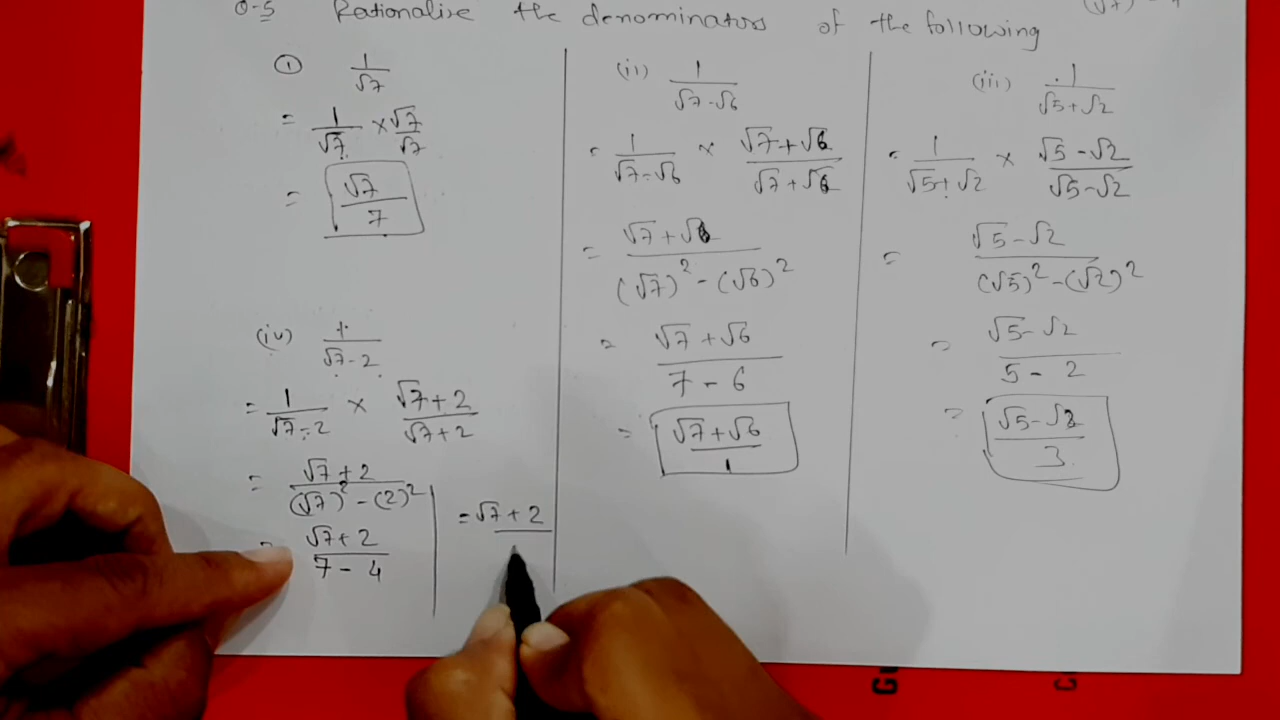 Q-5 Rationalise the denominators of the following
① 1/√7
= 1/√7 × √7/√7
= √7/7
(ii) 1/√7-√6
= 1/√7-√6 × √7+√6/√7+√6
= √7+√6/(√7)²-(√6)²
= √7+√6/7-6
= √7+√6/1
(iii) 1/√5+√2
= 1/√5+√2 × √5-√2/√5-√2
= √5-√2/(√5)²-(√2)²
= √5-√2/5-2
= √5-√2/3
(iv) 1/√7-2
= 1/√7-2 × √7+2/√7+2
= √7+2/(√7)²-(2)²
= √7+2/7-4
= √7+2